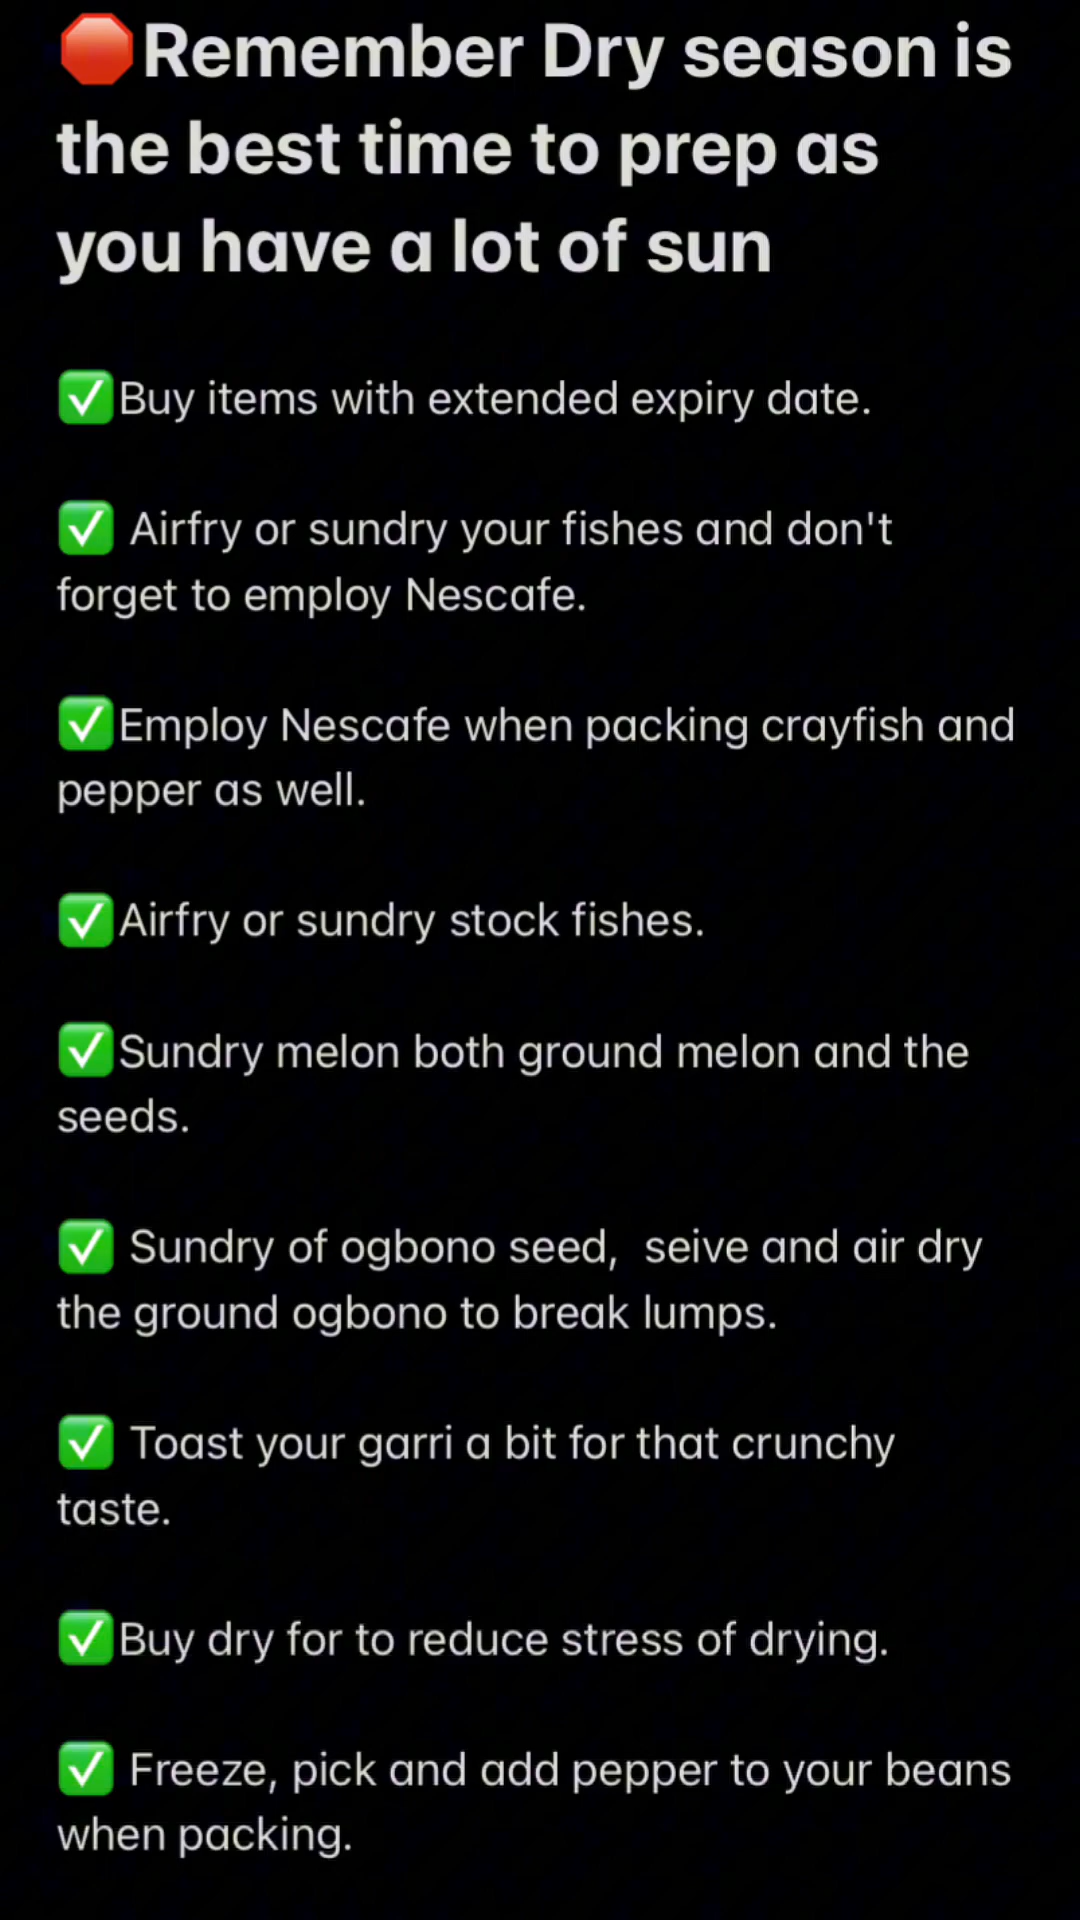 🛑Remember Dry season is
the best time to prep as
you have a lot of sun
✅Buy items with extended expiry date.
✅ Airfry or sundry your fishes and don't
forget to employ Nescafe.
✅Employ Nescafe when packing crayfish and
pepper as well.
✅Airfry or sundry stock fishes.
✅Sundry melon both ground melon and the
seeds.
✅ Sundry of ogbono seed,  seive and air dry
the ground ogbono to break lumps.
✅ Toast your garri a bit for that crunchy
taste.
✅Buy dry for to reduce stress of drying.
✅ Freeze, pick and add pepper to your beans
when packing.